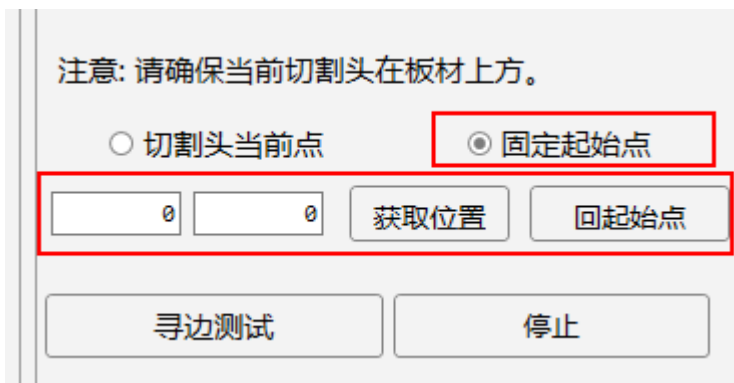 注意: 请确保当前切割头在板材上方。
切割头当前点 固定起始点
0 0 获取位置 回起始点
寻边测试 停止